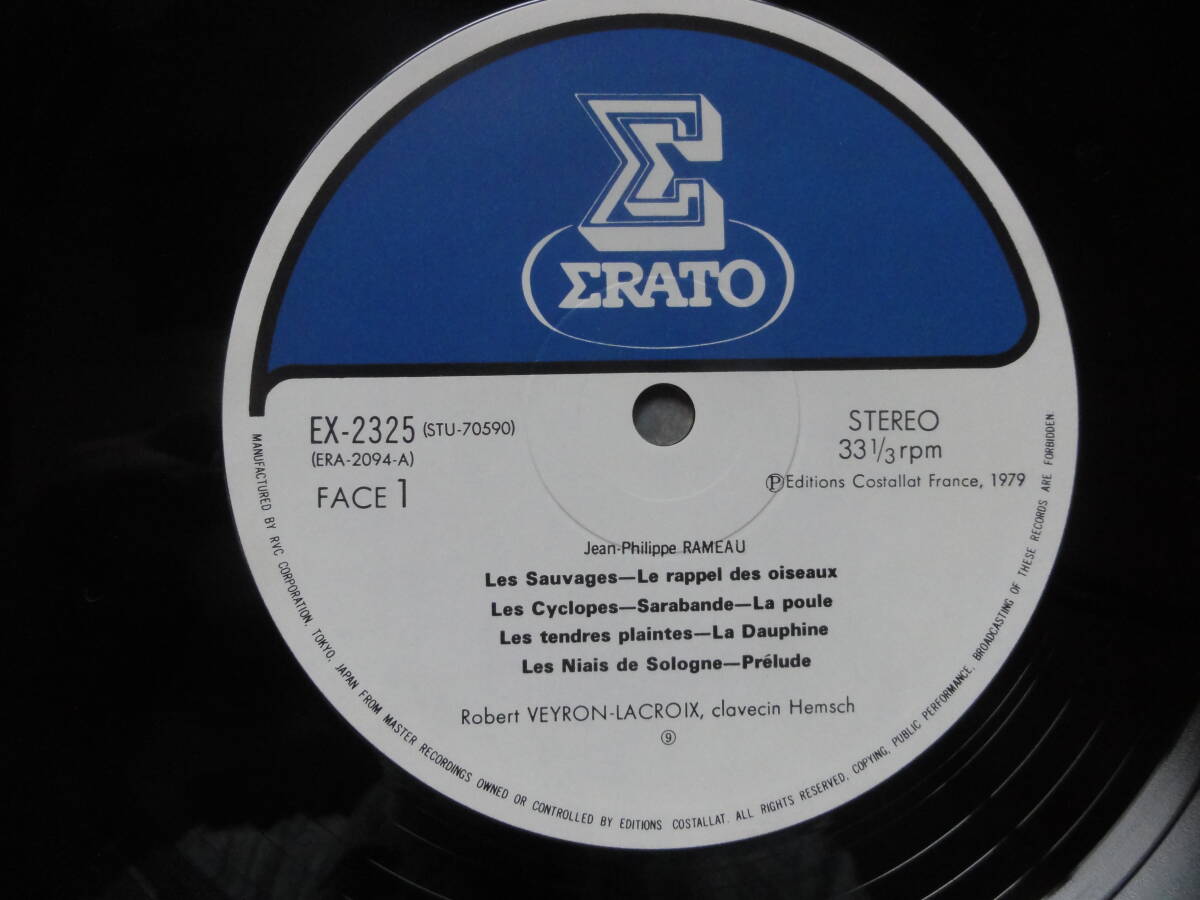 Σ
ΣRATO
EX-2325 (STU-70590)
(ERA-2094-A)
FACE 1
STEREO
33 1/3 rpm
ⓅEditions Costallat France, 1979
Jean-Philippe RAMEAU
Les Sauvages—Le rappel des oiseaux
Les Cyclopes—Sarabande—La poule
Les tendres plaintes—La Dauphine
Les Niais de Sologne—Prélude
Robert VEYRON-LACROIX, clavecin Hemsch
⑨
MANUFACTURED BY RVC CORPORATION, TOKYO, JAPAN FROM MASTER RECORDINGS OWNED OR CONTROLLED BY EDITIONS COSTALLAT. ALL RIGHTS RESERVED, COPYING, PUBLIC PERFORMANCE, BROADCASTING OF THESE RECORDS ARE FORBIDDEN.